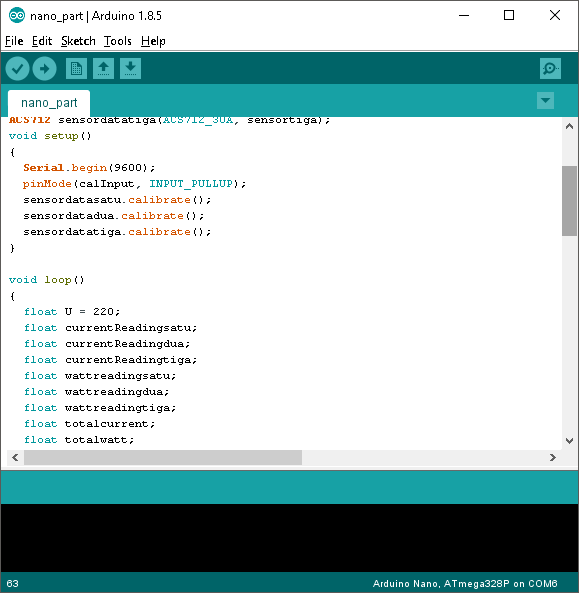 nano_part | Arduino 1.8.5
File Edit Sketch Tools Help
nano_part
ACS712 sensordatatiga(ACS712_30A, sensortiga);
void setup()
{
  Serial.begin(9600);
  pinMode(calInput, INPUT_PULLUP);
  sensordatasatu.calibrate();
  sensordatadua.calibrate();
  sensordatatiga.calibrate();
}
void loop()
{
  float U = 220;
  float currentReadingsatu;
  float currentReadingdua;
  float currentReadingtiga;
  float wattreadingsatu;
  float wattreadingdua;
  float wattreadingtiga;
  float totalcurrent;
  float totalwatt;
63
Arduino Nano, ATmega328P on COM6